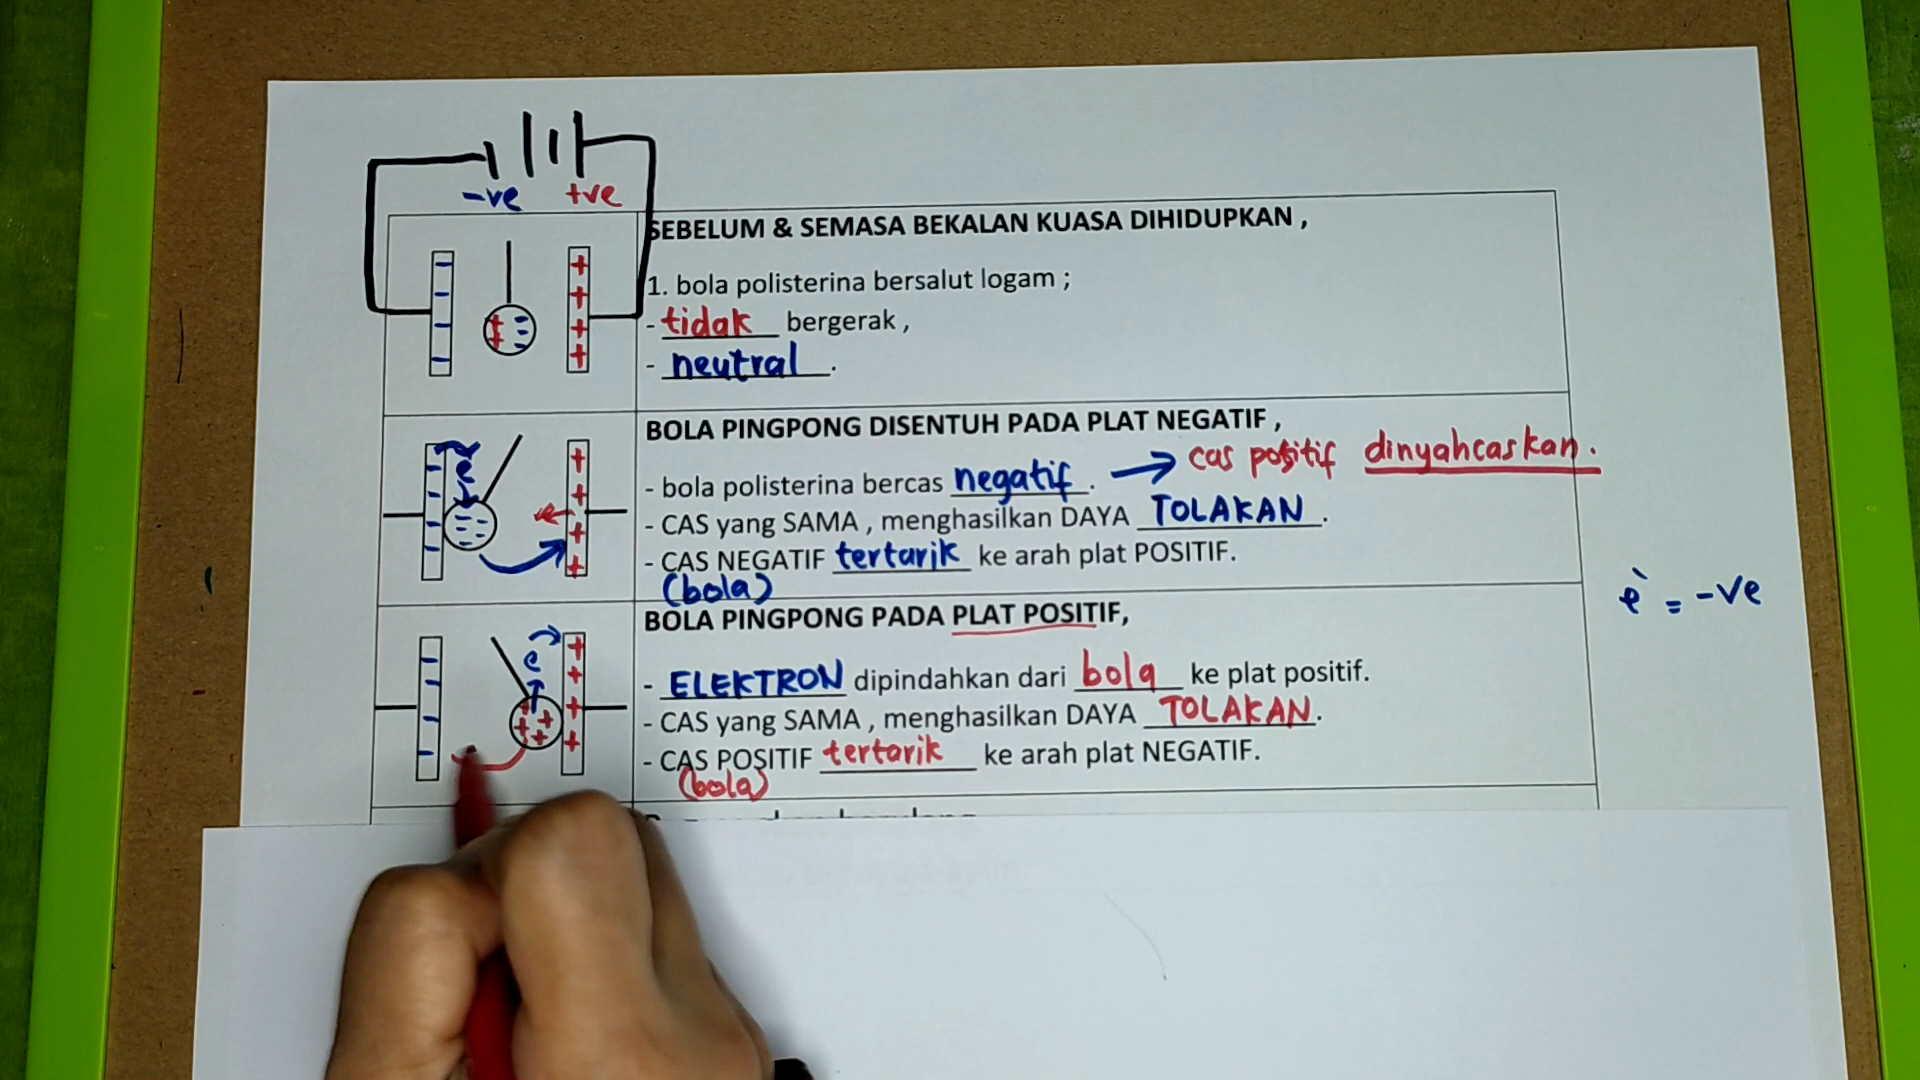 -ve +ve
SEBELUM & SEMASA BEKALAN KUASA DIHIDUPKAN ,
1. bola polisterina bersalut logam ;
- tidak bergerak ,
- neutral .
BOLA PINGPONG DISENTUH PADA PLAT NEGATIF ,
- bola polisterina bercas negatif . → cas positif dinyahcaskan .
- CAS yang SAMA , menghasilkan DAYA TOLAKAN .
- CAS NEGATIF tertarik ke arah plat POSITIF.
(bola)
e
e
BOLA PINGPONG PADA PLAT POSITIF,
- ELEKTRON dipindahkan dari bola ke plat positif.
- CAS yang SAMA , menghasilkan DAYA TOLAKAN .
- CAS POSITIF tertarik ke arah plat NEGATIF.
(bola)
e
e⁻ = -ve